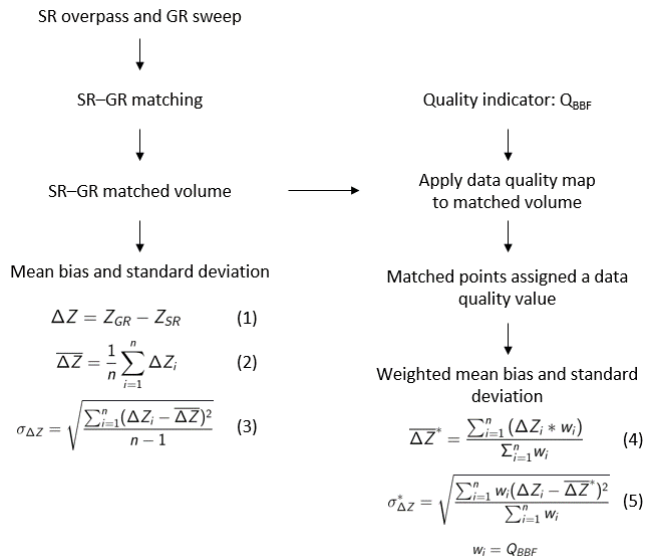 SR overpass and GR sweep
SR–GR matching
SR–GR matched volume
Mean bias and standard deviation
ΔZ = Z_GR − Z_SR (1)
\overline{ΔZ} = \frac{1}{n} \sum_{i=1}^{n} ΔZ_i (2)
σ_{ΔZ} = \sqrt{\frac{\sum_{i=1}^{n} (ΔZ_i − \overline{ΔZ})^2}{n − 1}} (3)
Quality indicator: Q_BBF
Apply data quality map
to matched volume
Matched points assigned a data
quality value
Weighted mean bias and standard
deviation
\overline{ΔZ}^* = \frac{\sum_{i=1}^{n} (ΔZ_i * w_i)}{\sum_{i=1}^{n} w_i} (4)
σ^*_{ΔZ} = \sqrt{\frac{\sum_{i=1}^{n} w_i (ΔZ_i − \overline{ΔZ}^*)^2}{\sum_{i=1}^{n} w_i}} (5)
w_i = Q_BBF